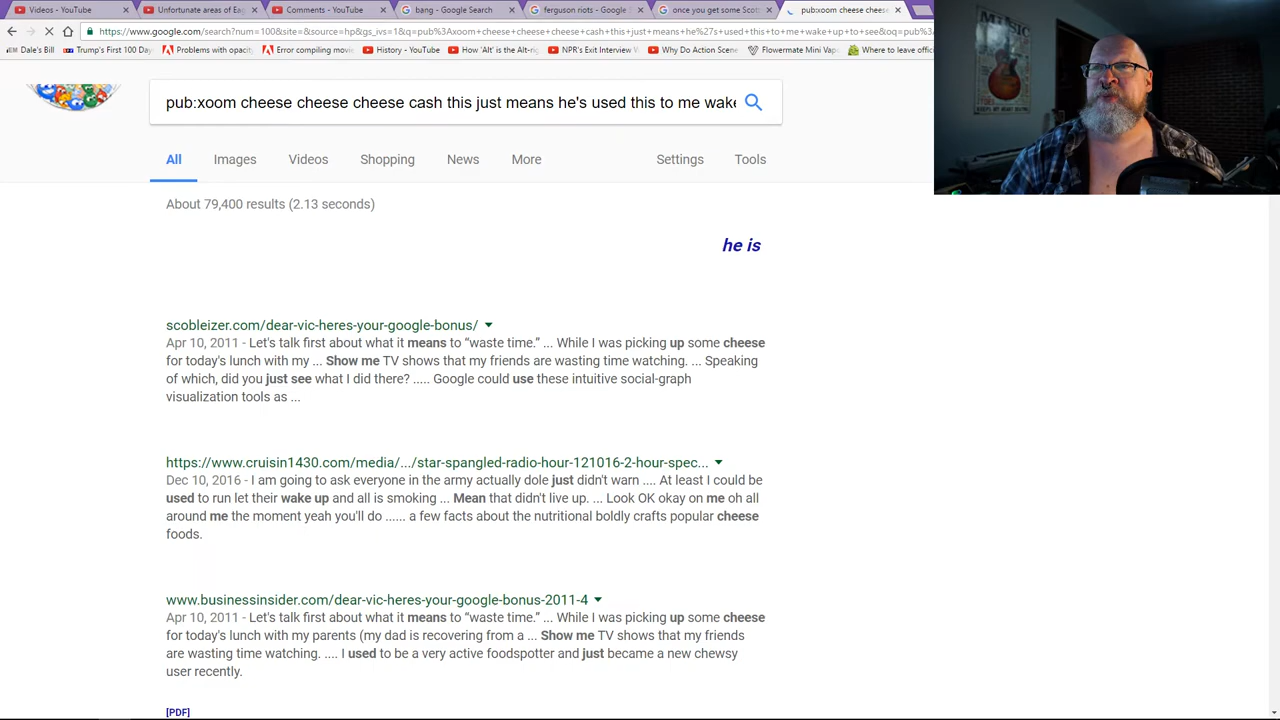 Videos - YouTube
Unfortunate areas of Eag
Comments - YouTube
bang - Google Search
ferguson riots - Google S
once you get some Scott
pub:xoom cheese chees
https://www.google.com/search?num=100&site=&source=hp&gs_ivs=1&q=pub%3Axoom+cheese+cheese+cheese+cash+this+just+means+he%27s+used+this+to+me+wake+up+to+see&oq=pub%3
Dale's Bill
Trump's First 100 Day
Problems with opacity
Error compiling movie
History - YouTube
How 'Alt' is the Alt-rig
NPR's Exit Interview W
Why Do Action Scene
Flowermate Mini Vapo
Where to leave offic
MUSIC
pub:xoom cheese cheese cheese cash this just means he's used this to me wake
All
Images
Videos
Shopping
News
More
Settings
Tools
About 79,400 results (2.13 seconds)
he is
scobleizer.com/dear-vic-heres-your-google-bonus/
Apr 10, 2011 - Let's talk first about what it means to “waste time.” ... While I was picking up some cheese
for today's lunch with my ... Show me TV shows that my friends are wasting time watching. ... Speaking
of which, did you just see what I did there? ..... Google could use these intuitive social-graph
visualization tools as ...
https://www.cruisin1430.com/media/.../star-spangled-radio-hour-121016-2-hour-spec...
Dec 10, 2016 - I am going to ask everyone in the army actually dole just didn't warn .... At least I could be
used to run let their wake up and all is smoking ... Mean that didn't live up. ... Look OK okay on me oh all
around me the moment yeah you'll do ...... a few facts about the nutritional boldly crafts popular cheese
foods.
www.businessinsider.com/dear-vic-heres-your-google-bonus-2011-4
Apr 10, 2011 - Let's talk first about what it means to “waste time.” ... While I was picking up some cheese
for today's lunch with my parents (my dad is recovering from a ... Show me TV shows that my friends
are wasting time watching. .... I used to be a very active foodspotter and just became a new chewsy
user recently.
[PDF]